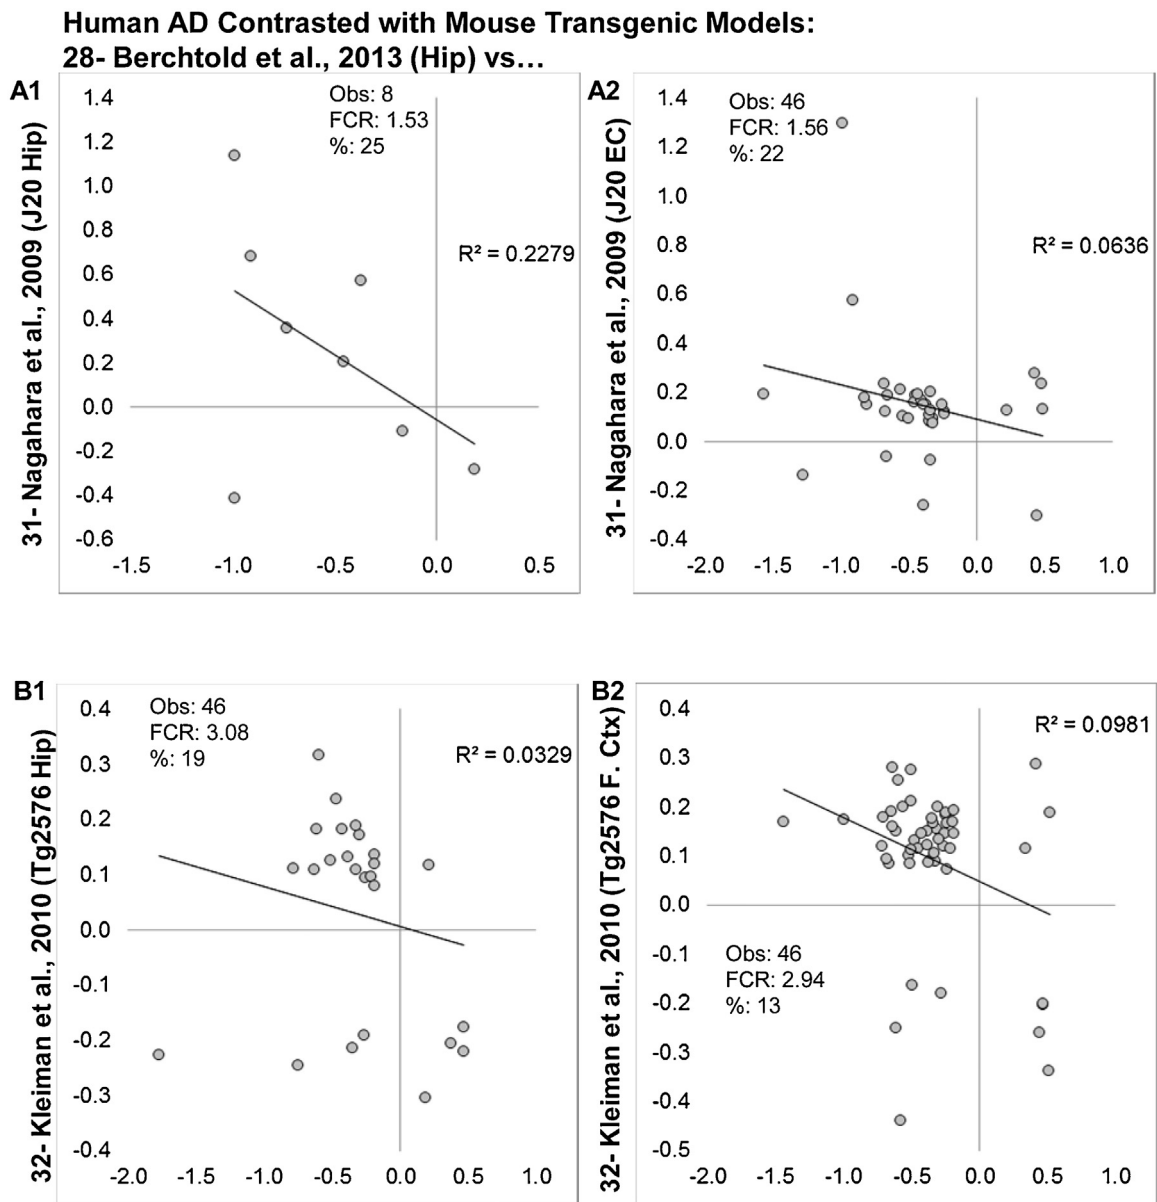 Human AD Contrasted with Mouse Transgenic Models:
28- Berchtold et al., 2013 (Hip) vs…
A1
31- Nagahara et al., 2009 (J20 Hip)
1.4
1.2
1.0
0.8
0.6
0.4
0.2
0.0
-0.2
-0.4
-0.6
Obs: 8
FCR: 1.53
%: 25
R² = 0.2279
-1.5 -1.0 -0.5 0.0 0.5
A2
31- Nagahara et al., 2009 (J20 EC)
1.4
1.2
1.0
0.8
0.6
0.4
0.2
0.0
-0.2
-0.4
Obs: 46
FCR: 1.56
%: 22
R² = 0.0636
-2.0 -1.5 -1.0 -0.5 0.0 0.5 1.0
B1
32- Kleiman et al., 2010 (Tg2576 Hip)
0.4
0.3
0.2
0.1
0.0
-0.1
-0.2
-0.3
-0.4
Obs: 46
FCR: 3.08
%: 19
R² = 0.0329
-2.0 -1.5 -1.0 -0.5 0.0 0.5 1.0
B2
32- Kleiman et al., 2010 (Tg2576 F. Ctx)
0.4
0.3
0.2
0.1
0.0
-0.1
-0.2
-0.3
-0.4
-0.5
R² = 0.0981
Obs: 46
FCR: 2.94
%: 13
-2.0 -1.5 -1.0 -0.5 0.0 0.5 1.0